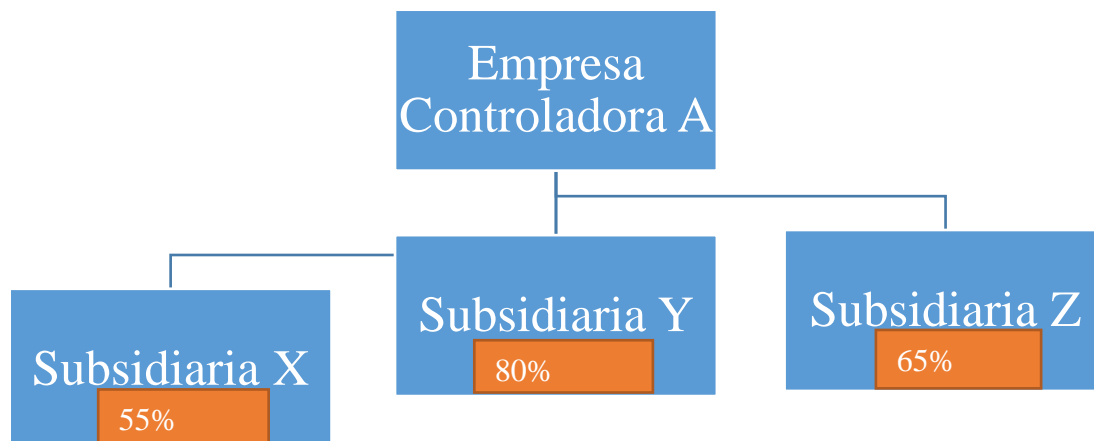 Empresa
Controladora A
Subsidiaria X
55%
Subsidiaria Y
80%
Subsidiaria Z
65%